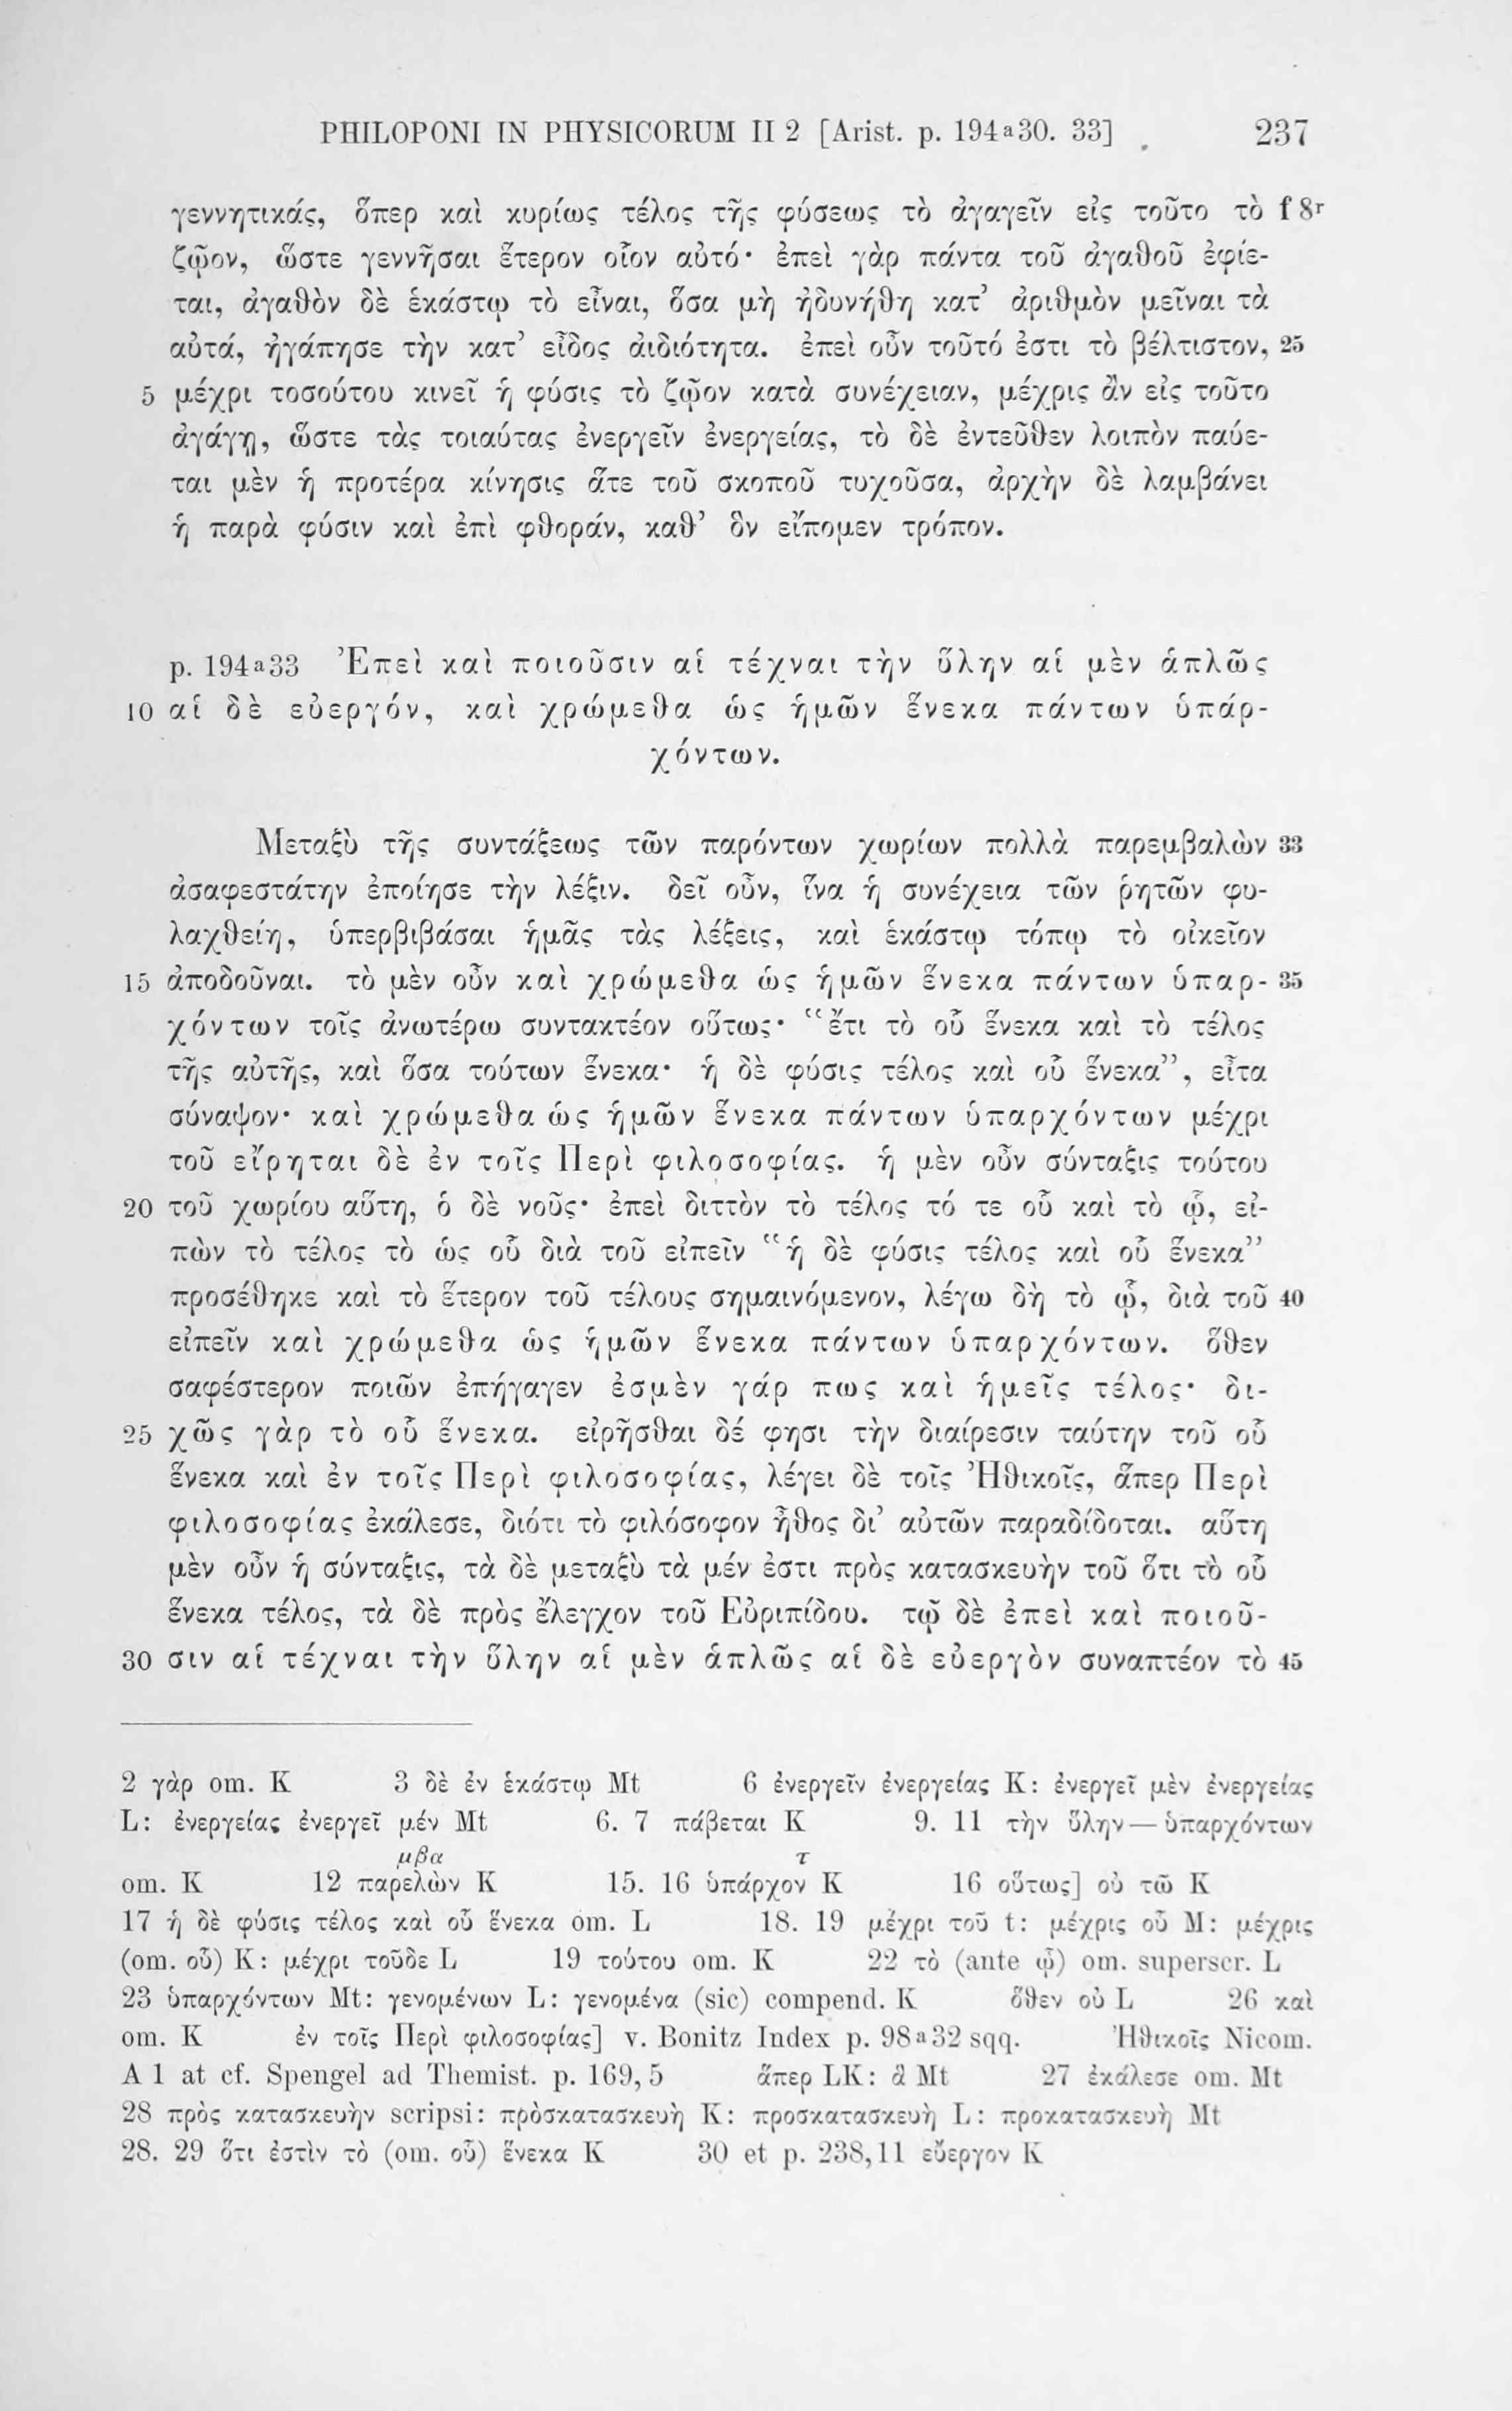 PHILOPONI IN PHYSICORUM II 2 [Arist. p. 194ᵃ30. 33] 237
γεννητικάς, ὅπερ καὶ κυρίως τέλος τῆς φύσεως τὸ ἀγαγεῖν εἰς τοῦτο τὸ f 8ʳ
ζῷον, ὥστε γεννῆσαι ἕτερον οἷον αὐτό· ἐπεὶ γὰρ πάντα τοῦ ἀγαθοῦ ἐφίε-
ται, ἀγαθὸν δὲ ἑκάστῳ τὸ εἶναι, ὅσα μὴ ἠδυνήθη κατ’ ἀριθμὸν μεῖναι τὰ
αὐτά, ἠγάπησε τὴν κατ’ εἶδος ἀιδιότητα. ἐπεὶ οὖν τοῦτό ἐστι τὸ βέλτιστον, 25
5 μέχρι τοσούτου κινεῖ ἡ φύσις τὸ ζῷον κατὰ συνέχειαν, μέχρις ἂν εἰς τοῦτο
ἀγάγῃ, ὥστε τὰς τοιαύτας ἐνεργεῖν ἐνεργείας, τὸ δὲ ἐντεῦθεν λοιπὸν παύε-
ται μὲν ἡ προτέρα κίνησις ἅτε τοῦ σκοποῦ τυχοῦσα, ἀρχὴν δὲ λαμβάνει
ἡ παρὰ φύσιν καὶ ἐπὶ φθοράν, καθ’ ὃν εἴπομεν τρόπον.
p. 194ᵃ33 Ἐπεὶ καὶ ποιοῦσιν αἱ τέχναι τὴν ὕλην αἱ μὲν ἁπλῶς
10 αἱ δὲ εὐεργόν, καὶ χρώμεθα ὡς ἡμῶν ἕνεκα πάντων ὑπάρ-
χόντων.
Μεταξὺ τῆς συντάξεως τῶν παρόντων χωρίων πολλὰ παρεμβαλὼν 33
ἀσαφεστάτην ἐποίησε τὴν λέξιν. δεῖ οὖν, ἵνα ἡ συνέχεια τῶν ῥητῶν φυ-
λαχθείη, ὑπερβιβάσαι ἡμᾶς τὰς λέξεις, καὶ ἑκάστῳ τόπῳ τὸ οἰκεῖον
15 ἀποδοῦναι. τὸ μὲν οὖν καὶ χρώμεθα ὡς ἡμῶν ἕνεκα πάντων ὑπαρ- 35
χόντων τοῖς ἀνωτέρω συντακτέον οὕτως· “ἔτι τὸ οὗ ἕνεκα καὶ τὸ τέλος
τῆς αὐτῆς, καὶ ὅσα τούτων ἕνεκα· ἡ δὲ φύσις τέλος καὶ οὗ ἕνεκα”, εἶτα
σύναψον· καὶ χρώμεθα ὡς ἡμῶν ἕνεκα πάντων ὑπαρχόντων μέχρι
τοῦ εἴρηται δὲ ἐν τοῖς Περὶ φιλοσοφίας. ἡ μὲν οὖν σύνταξις τούτου
20 τοῦ χωρίου αὕτη, ὁ δὲ νοῦς· ἐπεὶ διττὸν τὸ τέλος τό τε οὗ καὶ τὸ ᾧ, εἰ-
πὼν τὸ τέλος τὸ ὡς οὗ διὰ τοῦ εἰπεῖν “ἡ δὲ φύσις τέλος καὶ οὗ ἕνεκα”
προσέθηκε καὶ τὸ ἕτερον τοῦ τέλους σημαινόμενον, λέγω δὴ τὸ ᾧ, διὰ τοῦ 40
εἰπεῖν καὶ χρώμεθα ὡς ἡμῶν ἕνεκα πάντων ὑπαρχόντων. ὅθεν
σαφέστερον ποιῶν ἐπήγαγεν ἐσμὲν γάρ πως καὶ ἡμεῖς τέλος· δι-
25 χῶς γὰρ τὸ οὗ ἕνεκα. εἰρῆσθαι δέ φησι τὴν διαίρεσιν ταύτην τοῦ οὗ
ἕνεκα καὶ ἐν τοῖς Περὶ φιλοσοφίας, λέγει δὲ τοῖς Ἠθικοῖς, ἅπερ Περὶ
φιλοσοφίας ἐκάλεσε, διότι τὸ φιλόσοφον ἦθος δι’ αὐτῶν παραδίδοται. αὕτη
μὲν οὖν ἡ σύνταξις, τὰ δὲ μεταξὺ τὰ μέν ἐστι πρὸς κατασκευὴν τοῦ ὅτι τὸ οὗ
ἕνεκα τέλος, τὰ δὲ πρὸς ἔλεγχον τοῦ Εὐριπίδου. τῷ δὲ ἐπεὶ καὶ ποιοῦ-
30 σιν αἱ τέχναι τὴν ὕλην αἱ μὲν ἁπλῶς αἱ δὲ εὐεργὸν συναπτέον τὸ 45
2 γὰρ om. K 3 δὲ ἐν ἑκάστῳ Mt 6 ἐνεργεῖν ἐνεργείας K: ἐνεργεῖ μὲν ἐνεργείας
L: ἐνεργείας ἐνεργεῖ μέν Mt 6. 7 πάβεται K 9. 11 τὴν ὕλην — ὑπαρχόντων
μβα τ
om. K 12 παρελὼν K 15. 16 ὑπάρχον K 16 οὕτως] οὐ τῶ K
17 ἡ δὲ φύσις τέλος καὶ οὗ ἕνεκα om. L 18. 19 μέχρι τοῦ t: μέχρις οὗ M: μέχρις
(om. οὗ) K: μέχρι τοῦδε L 19 τούτου om. K 22 τὸ (ante ᾧ) om. superscr. L
23 ὑπαρχόντων Mt: γενομένων L: γενομένα (sic) compend. K ὅθεν οὐ L 26 καὶ
om. K ἐν τοῖς Περὶ φιλοσοφίας] v. Bonitz Index p. 98ᵃ32 sqq. Ἠθικοῖς Nicom.
A 1 at cf. Spengel ad Themist. p. 169,5 ἅπερ LK: ἃ Mt 27 ἐκάλεσε om. Mt
28 πρὸς κατασκευὴν scripsi: πρὸσκατασκευὴ K: προσκατασκευὴ L: προκατασκευὴ Mt
28. 29 ὅτι ἐστὶν τὸ (om. οὗ) ἕνεκα K 30 et p. 238,11 εὔεργον K